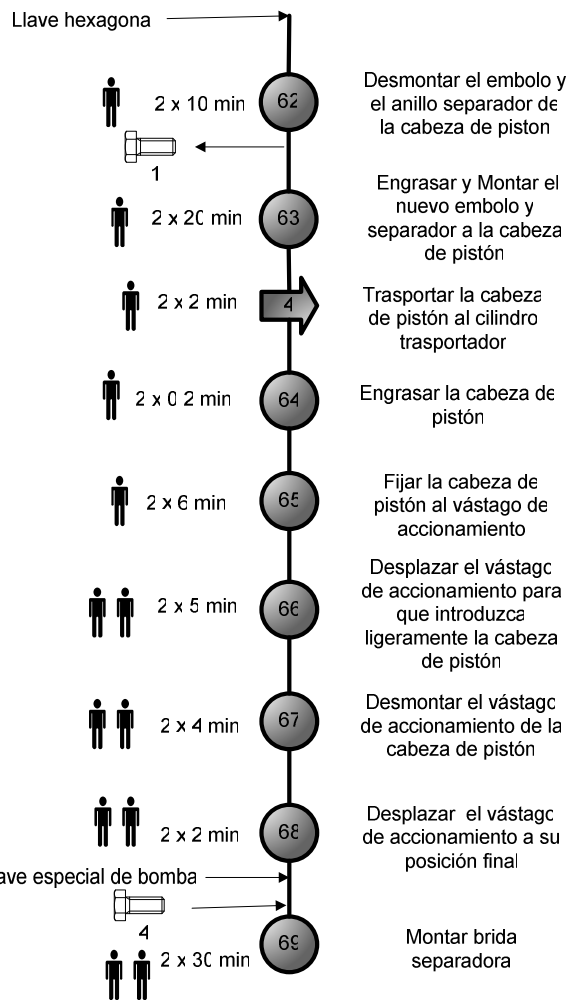 Llave hexagona
2 x 10 min
62
Desmontar el embolo y
el anillo separador de
la cabeza de piston
1
2 x 20 min
63
Engrasar y Montar el
nuevo embolo y
separador a la cabeza
de pistón
2 x 2 min
4
Trasportar la cabeza
de pistón al cilindro
trasportador
2 x 0 2 min
64
Engrasar la cabeza de
pistón
2 x 6 min
65
Fijar la cabeza de
pistón al vástago de
accionamiento
2 x 5 min
66
Desplazar el vástago
de accionamiento para
que introduzca
ligeramente la cabeza
de pistón
2 x 4 min
67
Desmontar el vástago
de accionamiento de la
cabeza de pistón
2 x 2 min
68
Desplazar el vástago
de accionamiento a su
posición final
ave especial de bomba
4
2 x 30 min
69
Montar brida
separadora